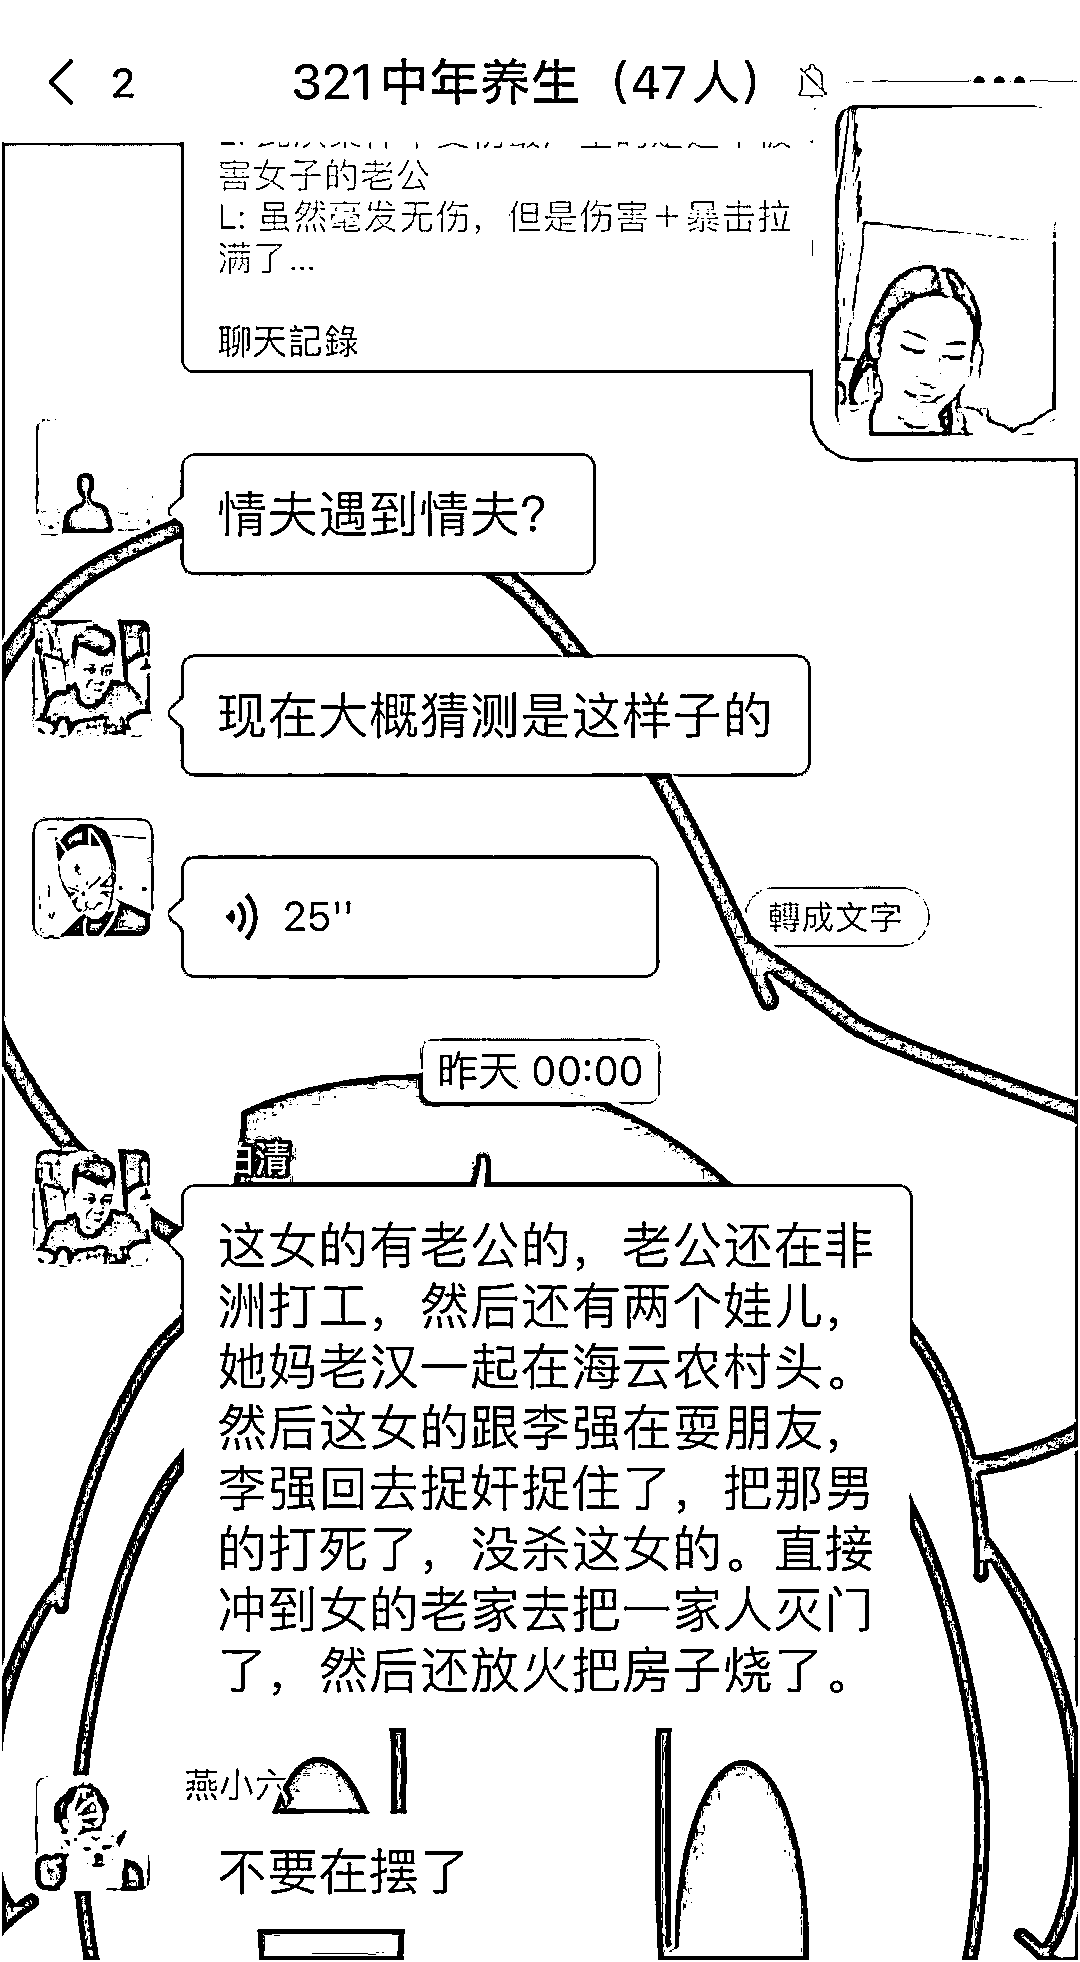 2
321中年养生（47人）
害女子的老公
L: 虽然毫发无伤，但是伤害+暴击拉
满了...
聊天記錄
情夫遇到情夫？
现在大概猜测是这样子的
25"
轉成文字
昨天 00:00
清
这女的有老公的，老公还在非
洲打工，然后还有两个娃儿，
她妈老汉一起在海云农村头。
然后这女的跟李强在耍朋友，
李强回去捉奸捉住了，把那男
的打死了，没杀这女的。直接
冲到女的老家去把一家人灭门
了，然后还放火把房子烧了。
燕小六
不要在摆了